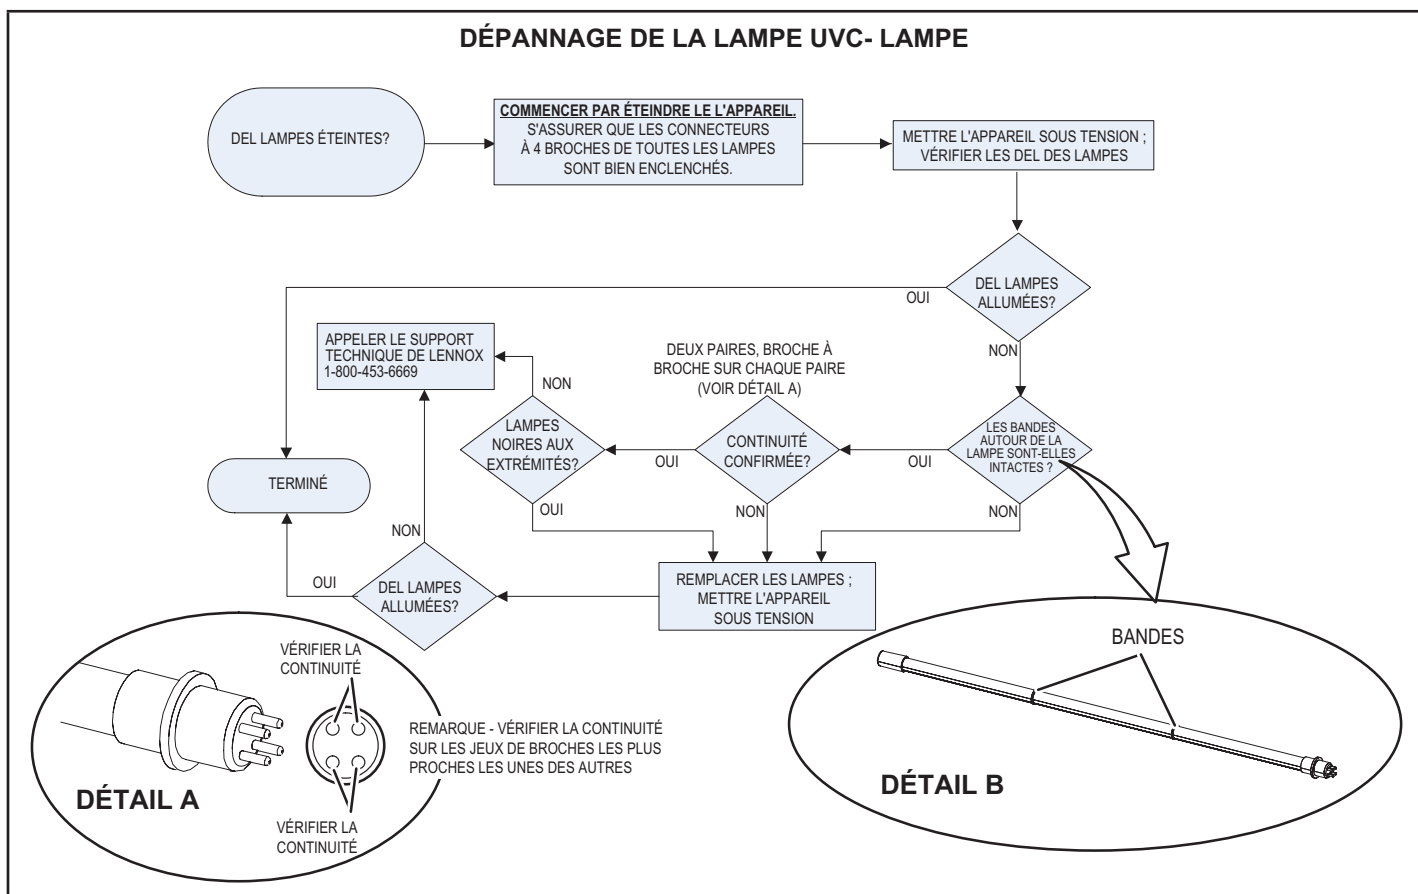 DÉPANNAGE DE LA LAMPE UVC- LAMPE
DEL LAMPES ÉTEINTES?
COMMENCER PAR ÉTEINDRE LE L'APPAREIL.
S'ASSURER QUE LES CONNECTEURS
À 4 BROCHES DE TOUTES LES LAMPES
SONT BIEN ENCLENCHÉS.
METTRE L'APPAREIL SOUS TENSION ;
VÉRIFIER LES DEL DES LAMPES
DEL LAMPES
ALLUMÉES?
OUI
NON
APPELER LE SUPPORT
TECHNIQUE DE LENNOX
1-800-453-6669
DEUX PAIRES, BROCHE À
BROCHE SUR CHAQUE PAIRE
(VOIR DÉTAIL A)
NON
LAMPES
NOIRES AUX
EXTRÉMITÉS?
OUI
CONTINUITÉ
CONFIRMÉE?
OUI
LES BANDES
AUTOUR DE LA
LAMPE SONT-ELLES
INTACTES ?
TERMINÉ
OUI
NON
NON
NON
OUI
DEL LAMPES
ALLUMÉES?
REMPLACER LES LAMPES ;
METTRE L'APPAREIL
SOUS TENSION
VÉRIFIER LA
CONTINUITÉ
REMARQUE - VÉRIFIER LA CONTINUITÉ
SUR LES JEUX DE BROCHES LES PLUS
PROCHES LES UNES DES AUTRES
DÉTAIL A
VÉRIFIER LA
CONTINUITÉ
BANDES
DÉTAIL B